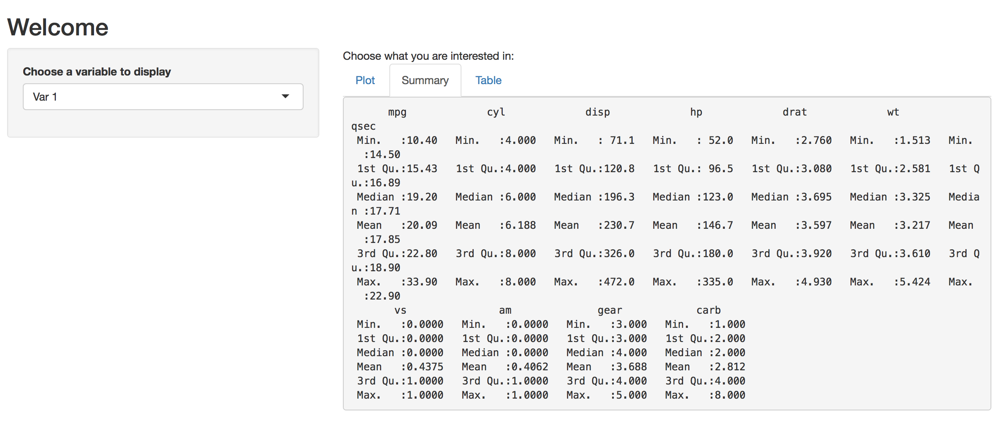 Welcome
Choose a variable to display
Var 1
Choose what you are interested in:
Plot Summary Table
      mpg             cyl             disp             hp             drat             wt       
qsec
 Min.   :10.40   Min.   :4.000   Min.   : 71.1   Min.   : 52.0   Min.   :2.760   Min.   :1.513   Min.
  :14.50
 1st Qu.:15.43   1st Qu.:4.000   1st Qu.:120.8   1st Qu.: 96.5   1st Qu.:3.080   1st Qu.:2.581   1st Q
u.:16.89
 Median :19.20   Median :6.000   Median :196.3   Median :123.0   Median :3.695   Median :3.325   Media
n :17.71
 Mean   :20.09   Mean   :6.188   Mean   :230.7   Mean   :146.7   Mean   :3.597   Mean   :3.217   Mean
  :17.85
 3rd Qu.:22.80   3rd Qu.:8.000   3rd Qu.:326.0   3rd Qu.:180.0   3rd Qu.:3.920   3rd Qu.:3.610   3rd Q
u.:18.90
 Max.   :33.90   Max.   :8.000   Max.   :472.0   Max.   :335.0   Max.   :4.930   Max.   :5.424   Max.
  :22.90
       vs               am              gear            carb
 Min.   :0.0000   Min.   :0.0000   Min.   :3.000   Min.   :1.000
 1st Qu.:0.0000   1st Qu.:0.0000   1st Qu.:3.000   1st Qu.:2.000
 Median :0.0000   Median :0.0000   Median :4.000   Median :2.000
 Mean   :0.4375   Mean   :0.4062   Mean   :3.688   Mean   :2.812
 3rd Qu.:1.0000   3rd Qu.:1.0000   3rd Qu.:4.000   3rd Qu.:4.000
 Max.   :1.0000   Max.   :1.0000   Max.   :5.000   Max.   :8.000